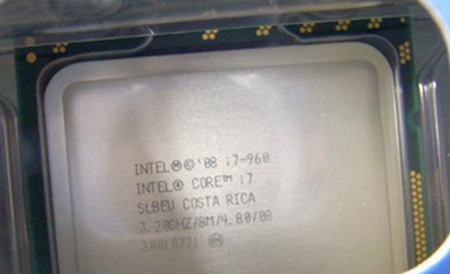 INTEL®©'08 i7-960
INTEL® CORE™ i7
SLBEU COSTA RICA
3.20GHZ/8M/4.80/08